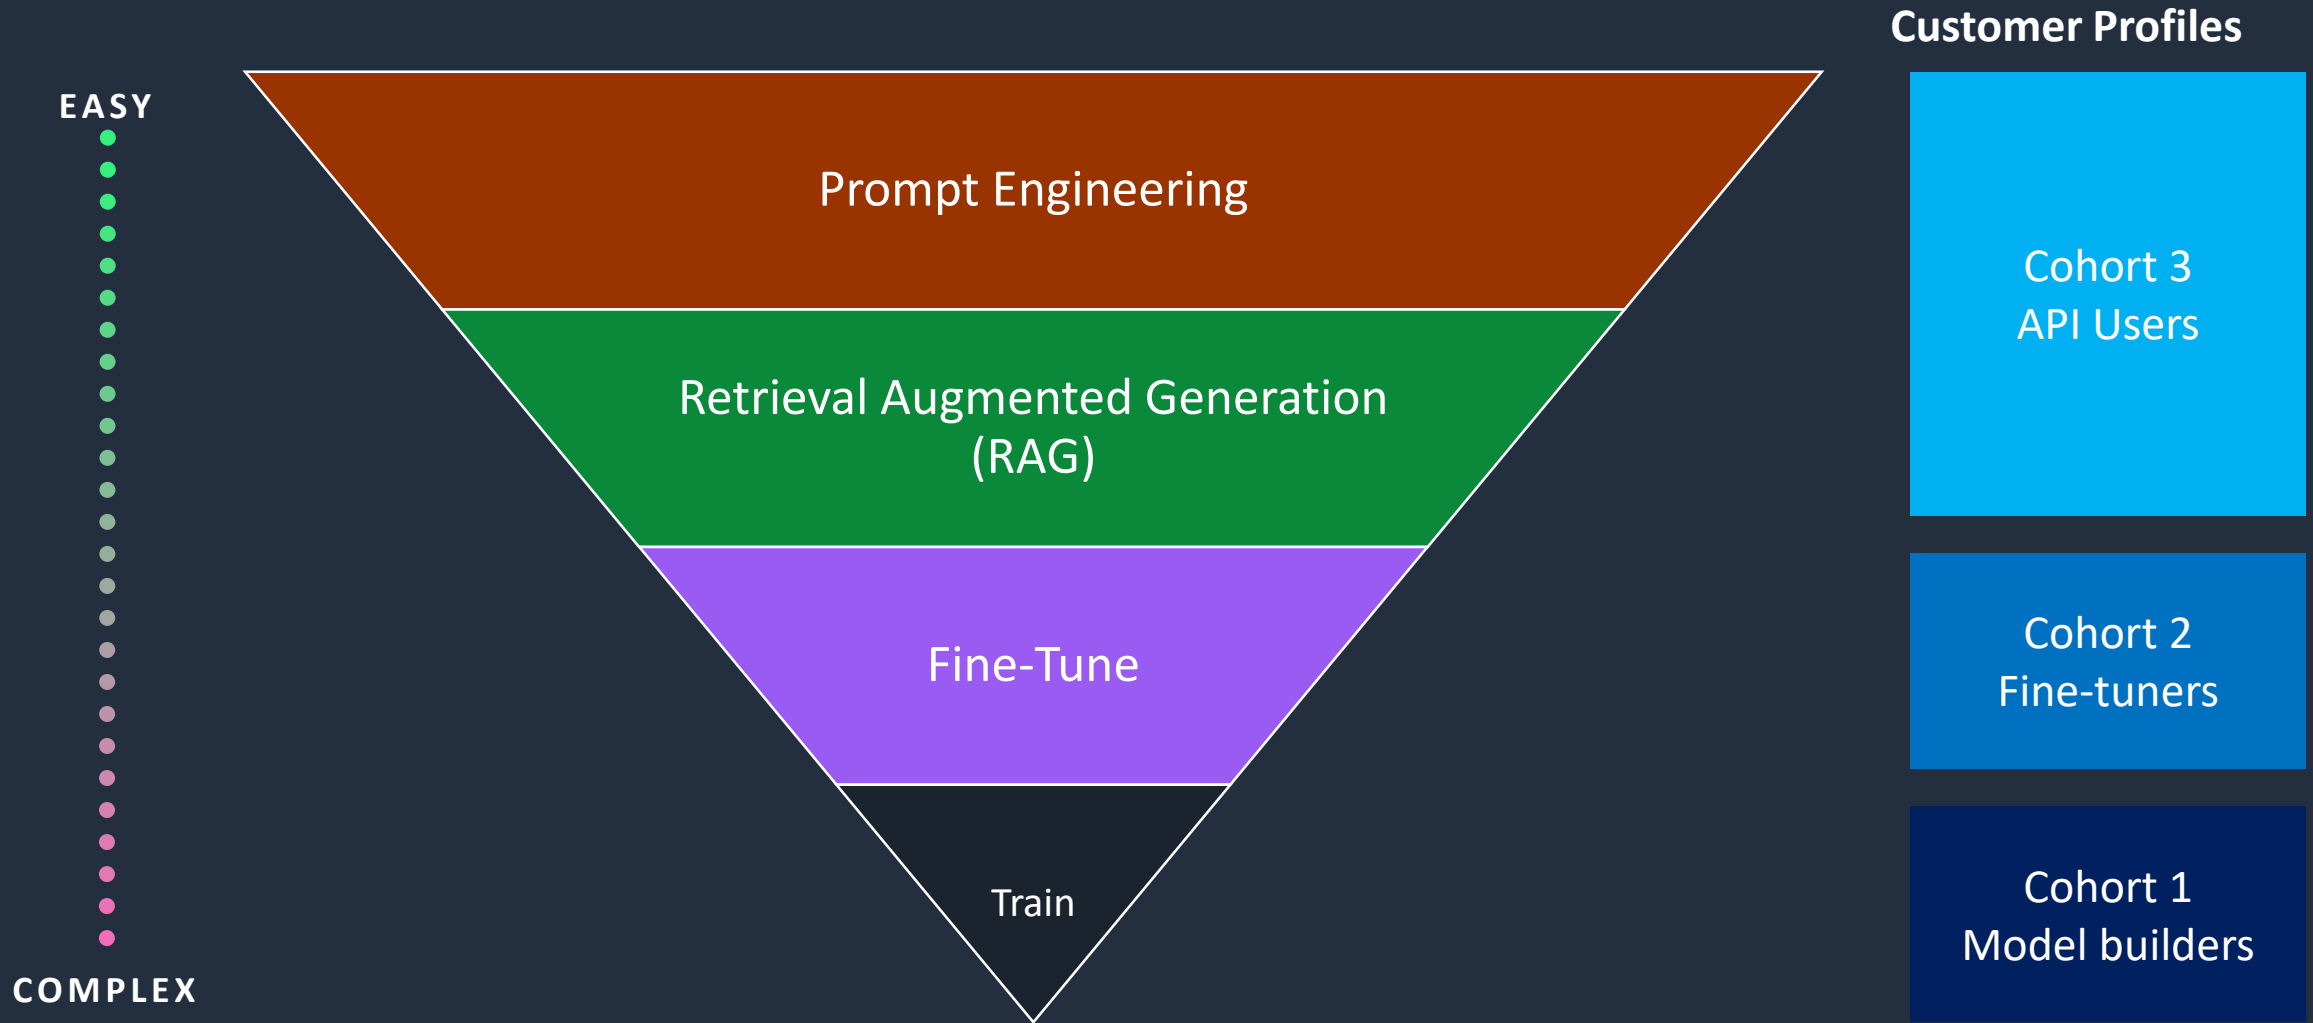 Customer Profiles
EASY
Prompt Engineering
Retrieval Augmented Generation
(RAG)
Fine-Tune
Train
COMPLEX
Cohort 3
API Users
Cohort 2
Fine-tuners
Cohort 1
Model builders